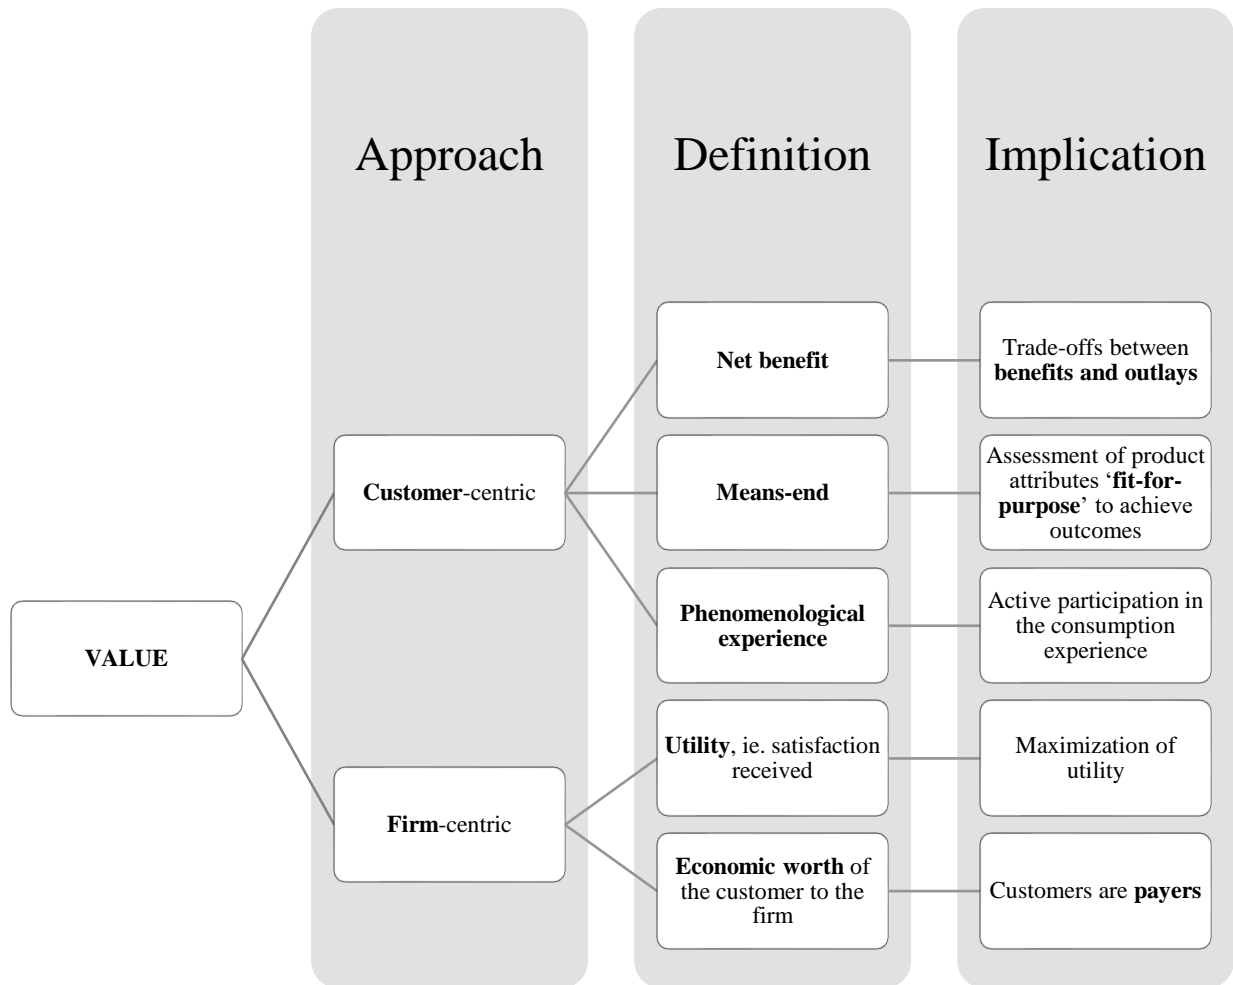 Approach
Definition
Implication
Net benefit
Trade-offs between
benefits and outlays
Customer-centric
Means-end
Assessment of product
attributes ‘fit-for-
purpose’ to achieve
outcomes
Phenomenological
experience
Active participation in
the consumption
experience
VALUE
Utility, ie. satisfaction
received
Maximization of
utility
Firm-centric
Economic worth of
the customer to the
firm
Customers are payers